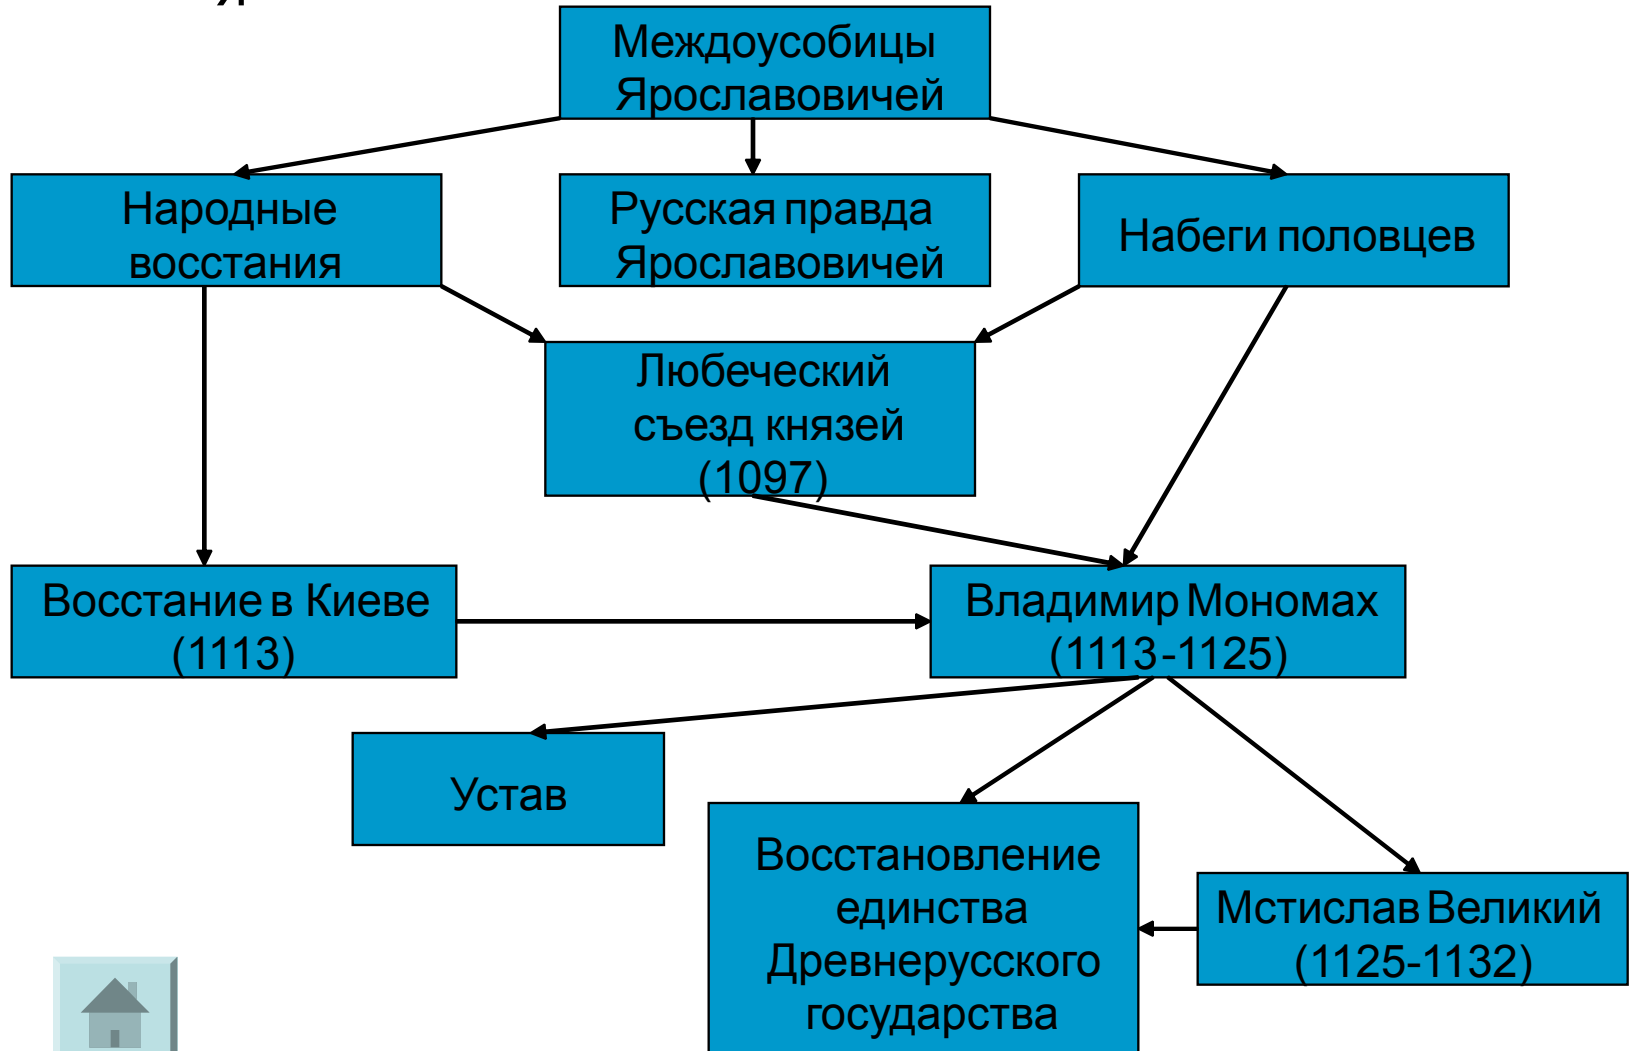 Междоусобицы
Ярославовичей
Народные
восстания
Русская правда
Ярославовичей
Набеги половцев
Любеческий
съезд князей
(1097)
Восстание в Киеве
(1113)
Владимир Мономах
(1113-1125)
Устав
Восстановление
единства
Древнерусского
государства
Мстислав Великий
(1125-1132)